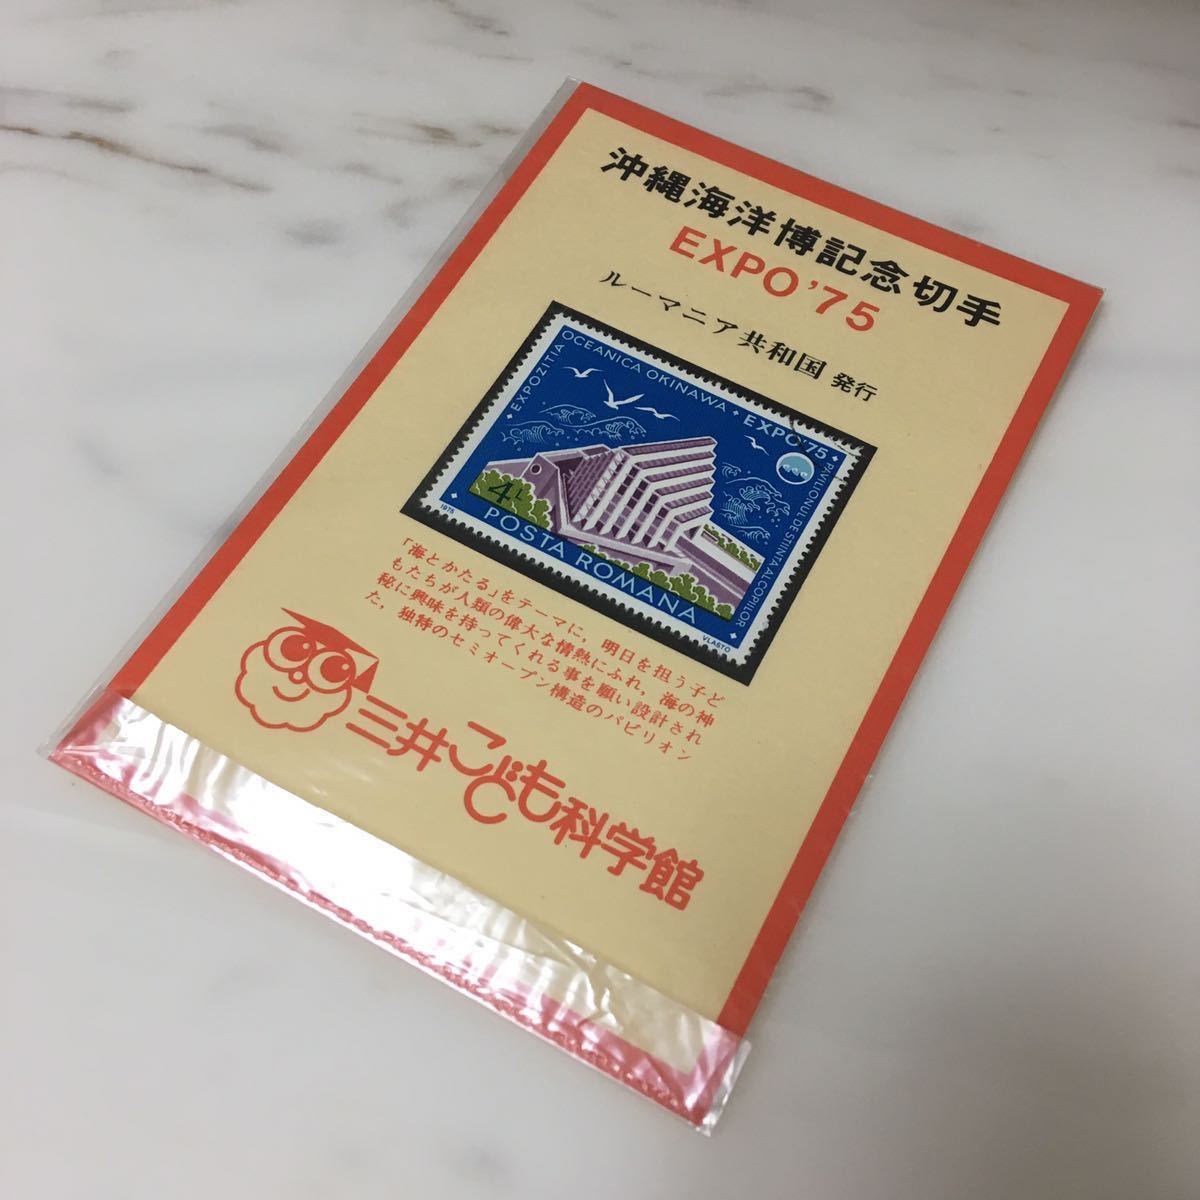 沖縄海洋博記念切手
EXPO '75
ルーマニア共和国 発行
EXPOZITIA OCEANICA OKINAWA • EXPO'75 • PAVILIONUL DE STIINTA AL COPIILOR
4L
1975
POSTA ROMANA
VLASTO
「海とかたる」をテーマに，明日を担う子ど
もたちが人類の偉大な情熱にふれ，海の神
秘に興味を持ってくれる事を願い設計され
た，独特のセミオープン構造のパビリオン
三井こども科学館